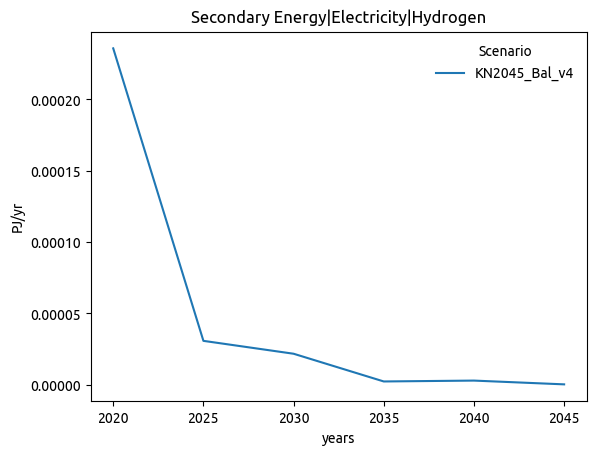 Secondary Energy|Electricity|Hydrogen
Scenario
KN2045_Bal_v4
PJ/yr
0.00020
0.00015
0.00010
0.00005
0.00000
2020 2025 2030 2035 2040 2045
years